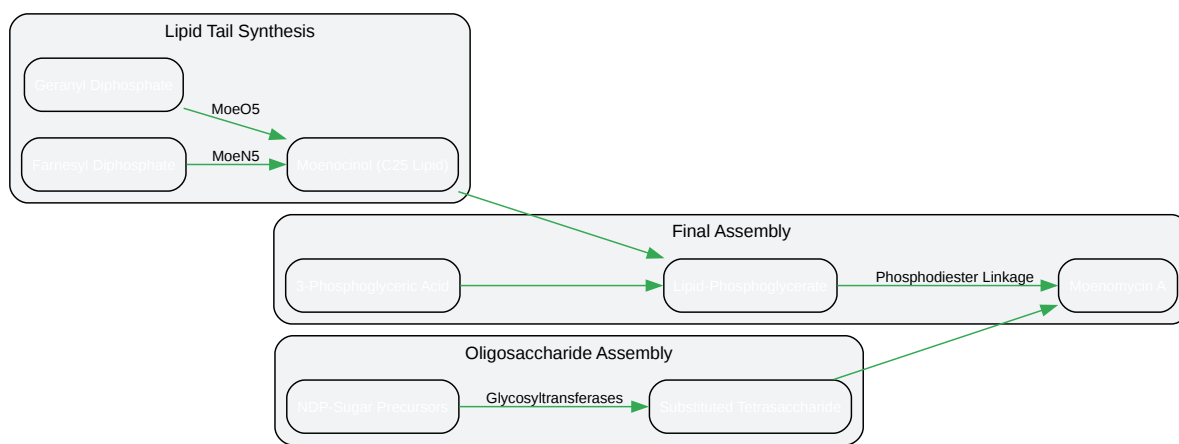 Lipid Tail Synthesis
Geranyl Diphosphate
MoeO5
Farnesyl Diphosphate
MoeN5
Moenocinol (C25 Lipid)
Final Assembly
3-Phosphoglyceric Acid
Lipid-Phosphoglycerate
Phosphodiester Linkage
Moenomycin A
Oligosaccharide Assembly
NDP-Sugar Precursors
Glycosyltransferases
Substituted Tetrasaccharide